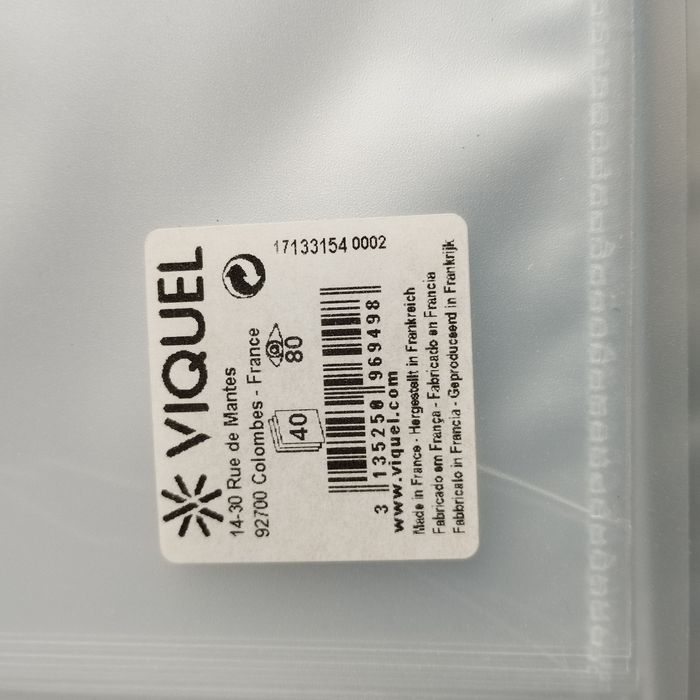 VIQUEL
14-30 Rue de Mantes
92700 Colombes - France
40
80
17133154 0002
3 135250 969498
www.viquel.com
Made in France - Hergestellt in Frankreich
Fabricado em França - Fabricado en Francia
Fabbricato in Francia - Geproduceerd in Frankrijk